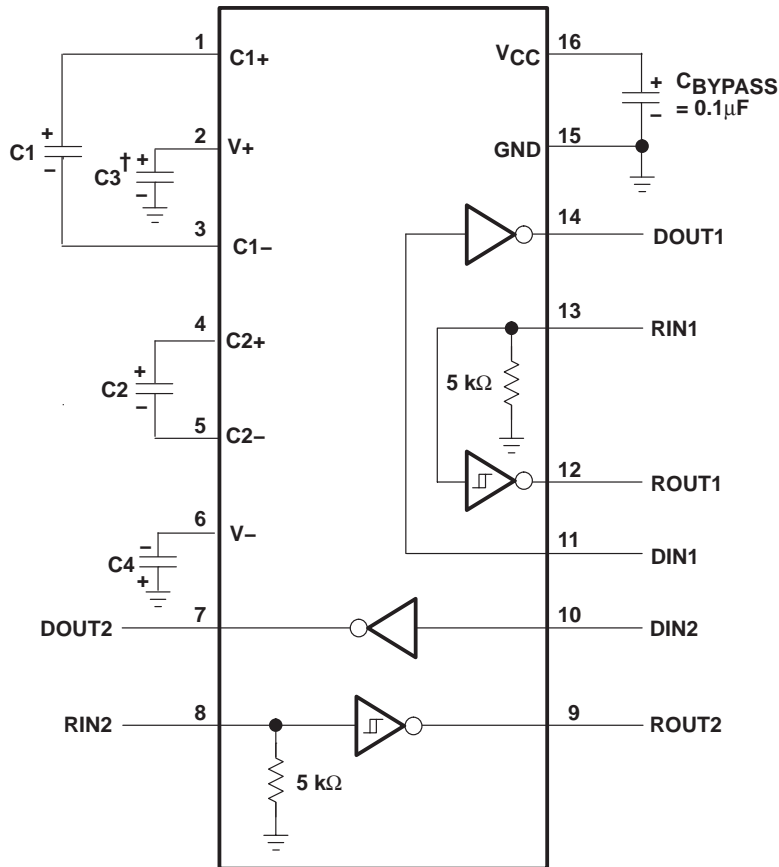 1
C1+
C1
+
−
2
V+
C3†
+
−
3
C1−
4
C2+
C2
+
−
5
C2−
6
V−
C4
−
+
DOUT2
7
RIN2
8
5 kΩ
VCC
16
+
−
CBYPASS
= 0.1μF
GND
15
14
DOUT1
13
RIN1
5 kΩ
12
ROUT1
11
DIN1
10
DIN2
9
ROUT2